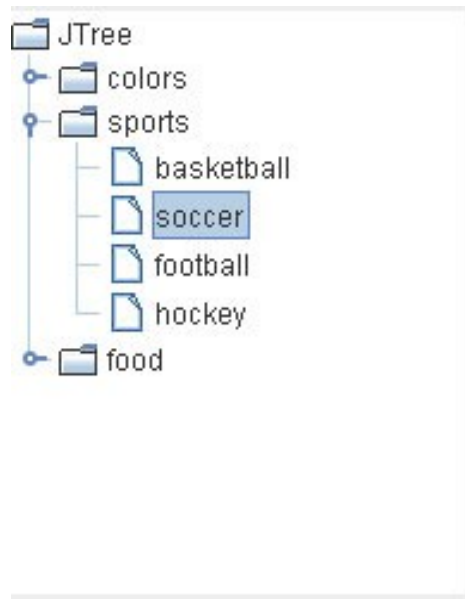 JTree
colors
sports
basketball
soccer
football
hockey
food